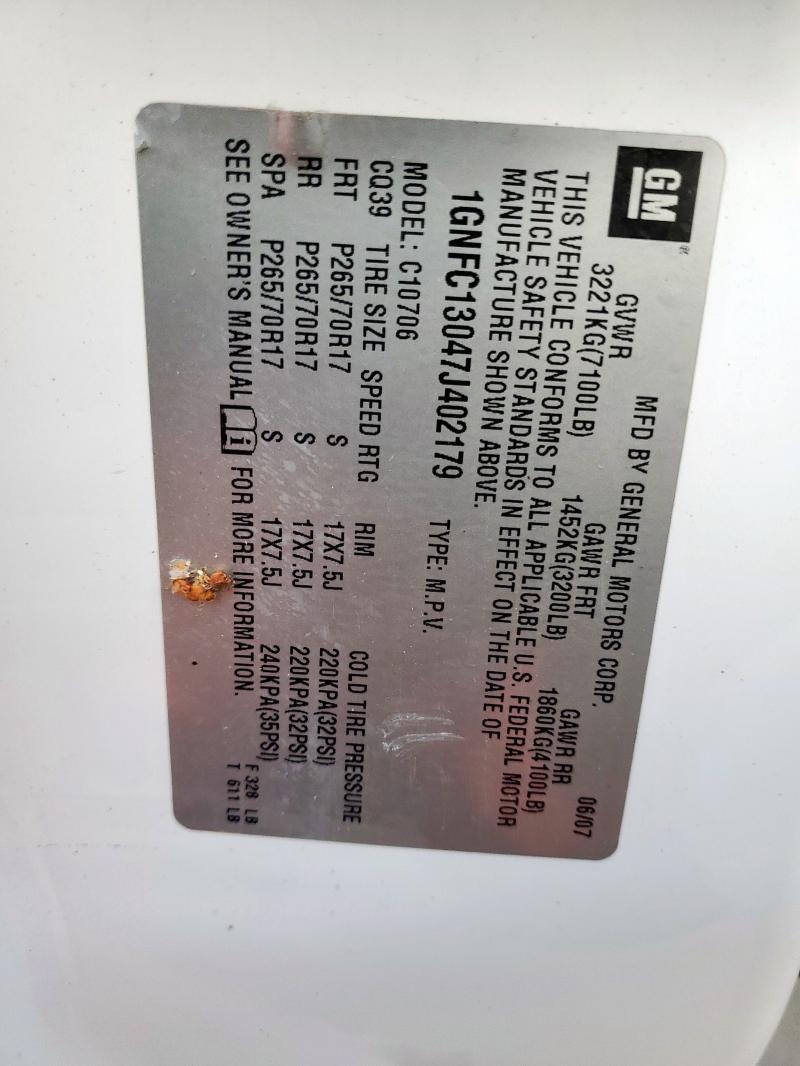 GM
MFD BY GENERAL MOTORS CORP. 06/07
GVWR GAWR FRT GAWR RR
3221KG(7100LB) 1452KG(3200LB) 1860KG(4100LB)
THIS VEHICLE CONFORMS TO ALL APPLICABLE U.S. FEDERAL MOTOR
VEHICLE SAFETY STANDARDS IN EFFECT ON THE DATE OF
MANUFACTURE SHOWN ABOVE.
1GNFC13047J402179 TYPE: M.P.V.
MODEL: C10706
CQ39 TIRE SIZE SPEED RTG RIM COLD TIRE PRESSURE
FRT P265/70R17 S 17X7.5J 220KPA(32PSI)
RR P265/70R17 S 17X7.5J 220KPA(32PSI)
SPA P265/70R17 S 17X7.5J 240KPA(35PSI)
SEE OWNER'S MANUAL i FOR MORE INFORMATION.
F 328 LB
T 611 LB